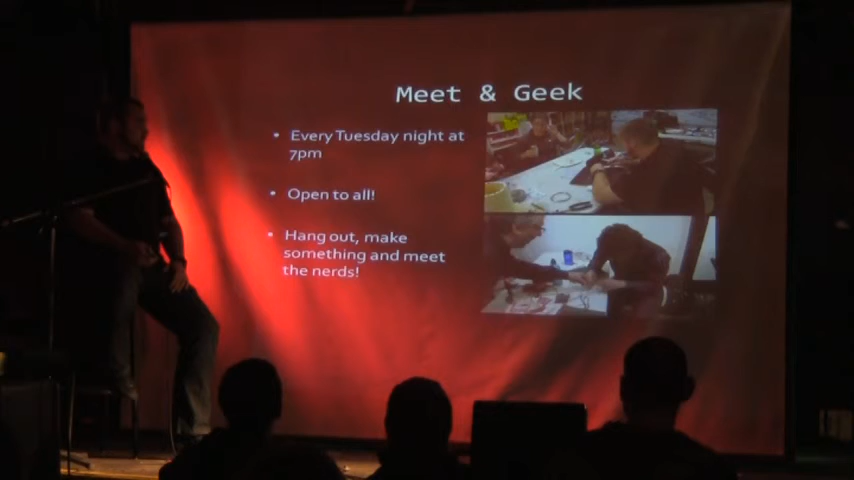 Meet & Geek
• Every Tuesday night at
7pm
• Open to all!
• Hang out, make
something and meet
the nerds!